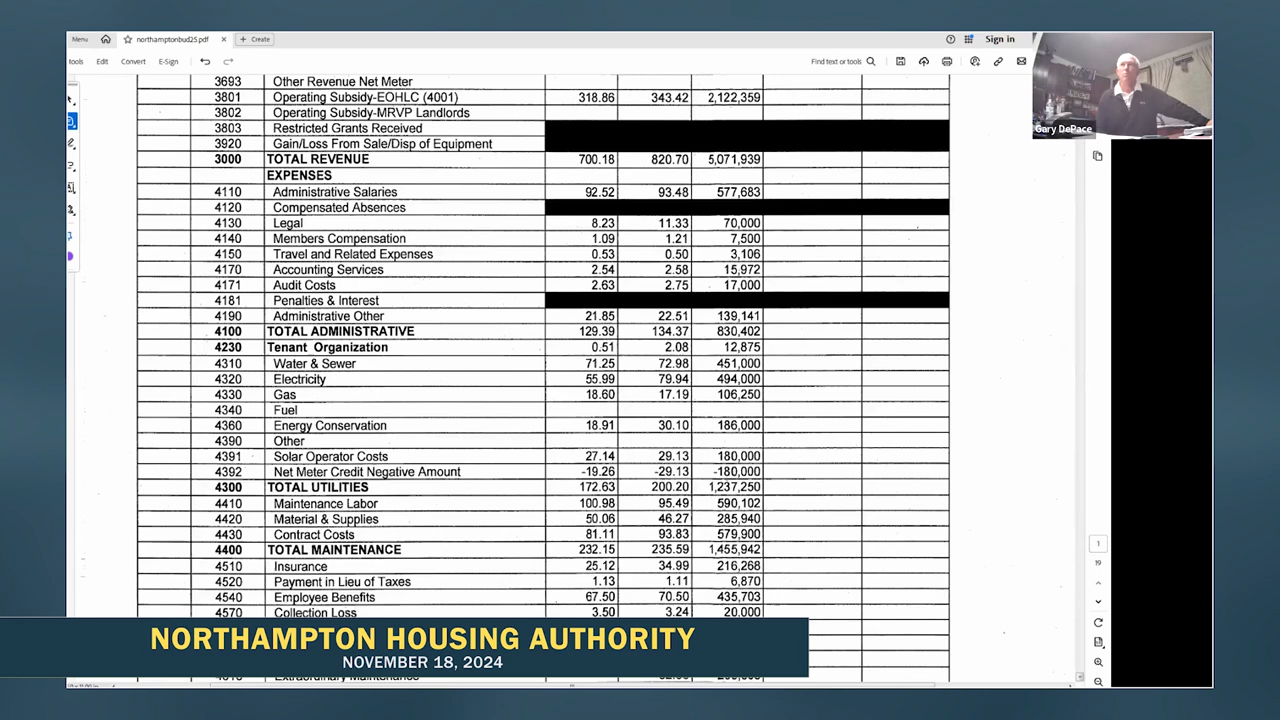 Menu northamptonbud25.pdf × + Create Sign in
tools Edit Convert E-Sign Find text or tools
3693 Other Revenue Net Meter
3801 Operating Subsidy-EOHLC (4001) 318.86 343.42 2,122,359
3802 Operating Subsidy-MRVP Landlords
3803 Restricted Grants Received
3920 Gain/Loss From Sale/Disp of Equipment
3000 TOTAL REVENUE 700.18 820.70 5,071,939
EXPENSES
4110 Administrative Salaries 92.52 93.48 577,683
4120 Compensated Absences
4130 Legal 8.23 11.33 70,000
4140 Members Compensation 1.09 1.21 7,500
4150 Travel and Related Expenses 0.53 0.50 3,106
4170 Accounting Services 2.54 2.58 15,972
4171 Audit Costs 2.63 2.75 17,000
4181 Penalties & Interest
4190 Administrative Other 21.85 22.51 139,141
4100 TOTAL ADMINISTRATIVE 129.39 134.37 830,402
4230 Tenant Organization 0.51 2.08 12,875
4310 Water & Sewer 71.25 72.98 451,000
4320 Electricity 55.99 79.94 494,000
4330 Gas 18.60 17.19 106,250
4340 Fuel
4360 Energy Conservation 18.91 30.10 186,000
4390 Other
4391 Solar Operator Costs 27.14 29.13 180,000
4392 Net Meter Credit Negative Amount -19.26 -29.13 -180,000
4300 TOTAL UTILITIES 172.63 200.20 1,237,250
4410 Maintenance Labor 100.98 95.49 590,102
4420 Material & Supplies 50.06 46.27 285,940
4430 Contract Costs 81.11 93.83 579,900
4400 TOTAL MAINTENANCE 232.15 235.59 1,455,942
4510 Insurance 25.12 34.99 216,268
4520 Payment in Lieu of Taxes 1.13 1.11 6,870
4540 Employee Benefits 67.50 70.50 435,703
4570 Collection Loss 3.50 3.24 20,000
Gary DePace
1
19
NORTHAMPTON HOUSING AUTHORITY
NOVEMBER 18, 2024